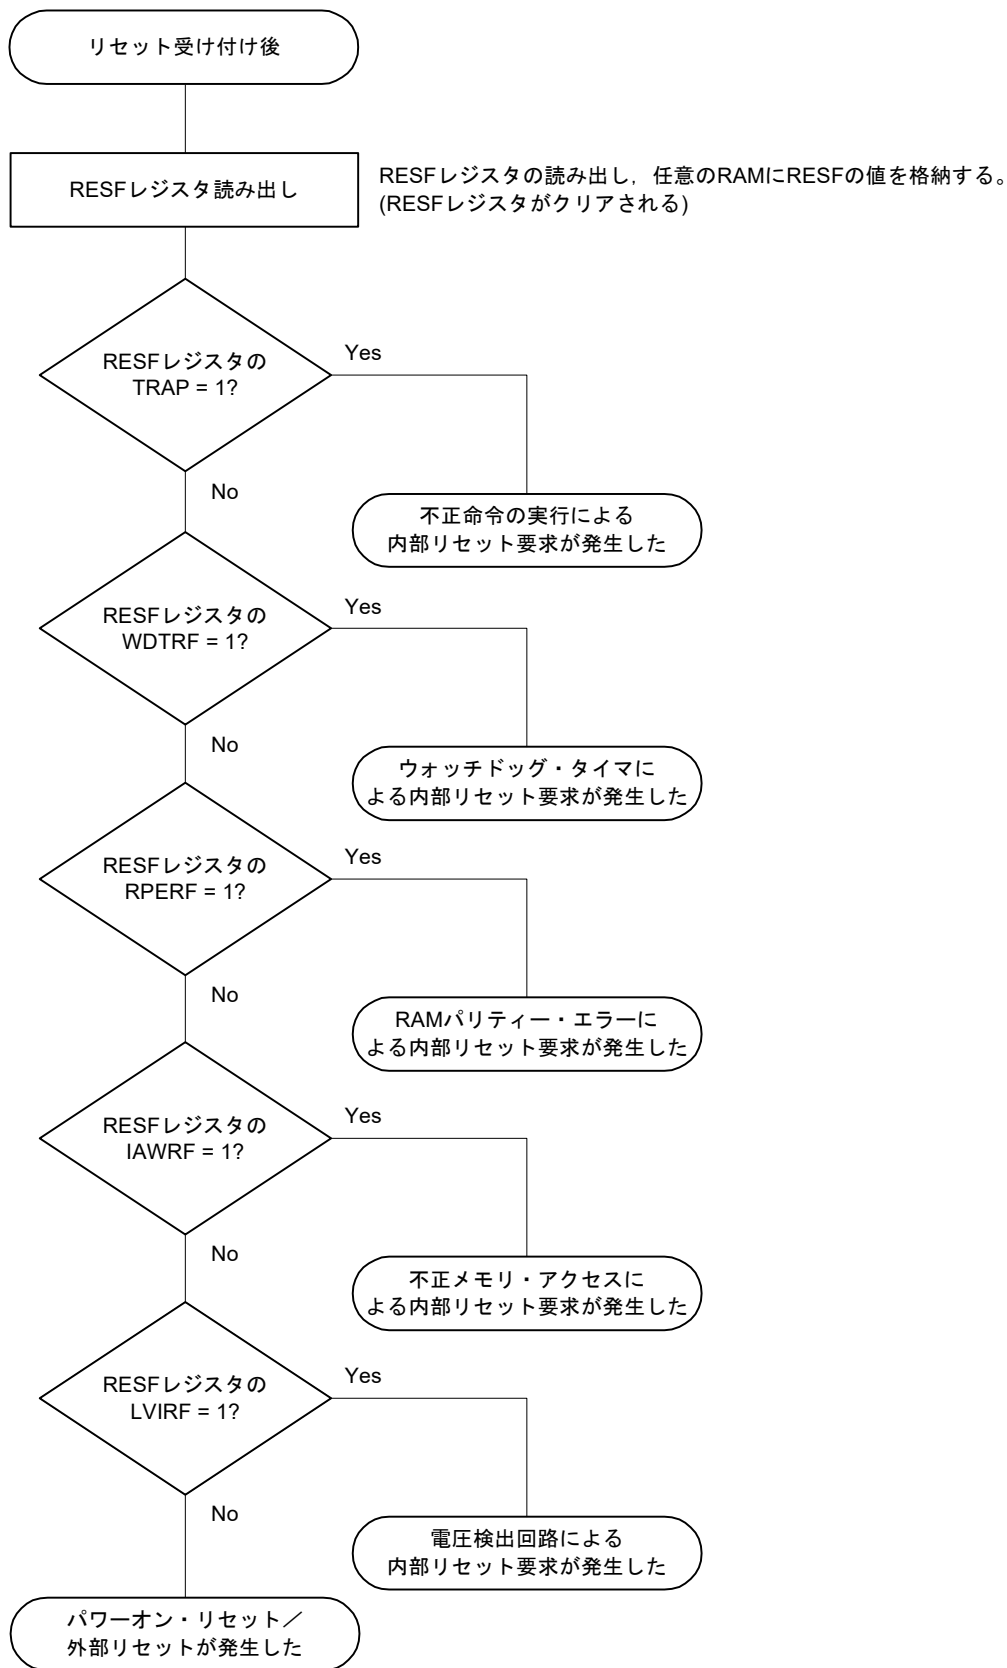 リセット受け付け後
RESFレジスタ読み出し
RESFレジスタの読み出し，任意のRAMにRESFの値を格納する。
(RESFレジスタがクリアされる)
RESFレジスタの
TRAP = 1?
Yes
No
不正命令の実行による
内部リセット要求が発生した
RESFレジスタの
WDTRF = 1?
Yes
No
ウォッチドッグ・タイマに
よる内部リセット要求が発生した
RESFレジスタの
RPERF = 1?
Yes
No
RAMパリティー・エラーに
よる内部リセット要求が発生した
RESFレジスタの
IAWRF = 1?
Yes
No
不正メモリ・アクセスに
よる内部リセット要求が発生した
RESFレジスタの
LVIRF = 1?
Yes
No
電圧検出回路による
内部リセット要求が発生した
パワーオン・リセット／
外部リセットが発生した